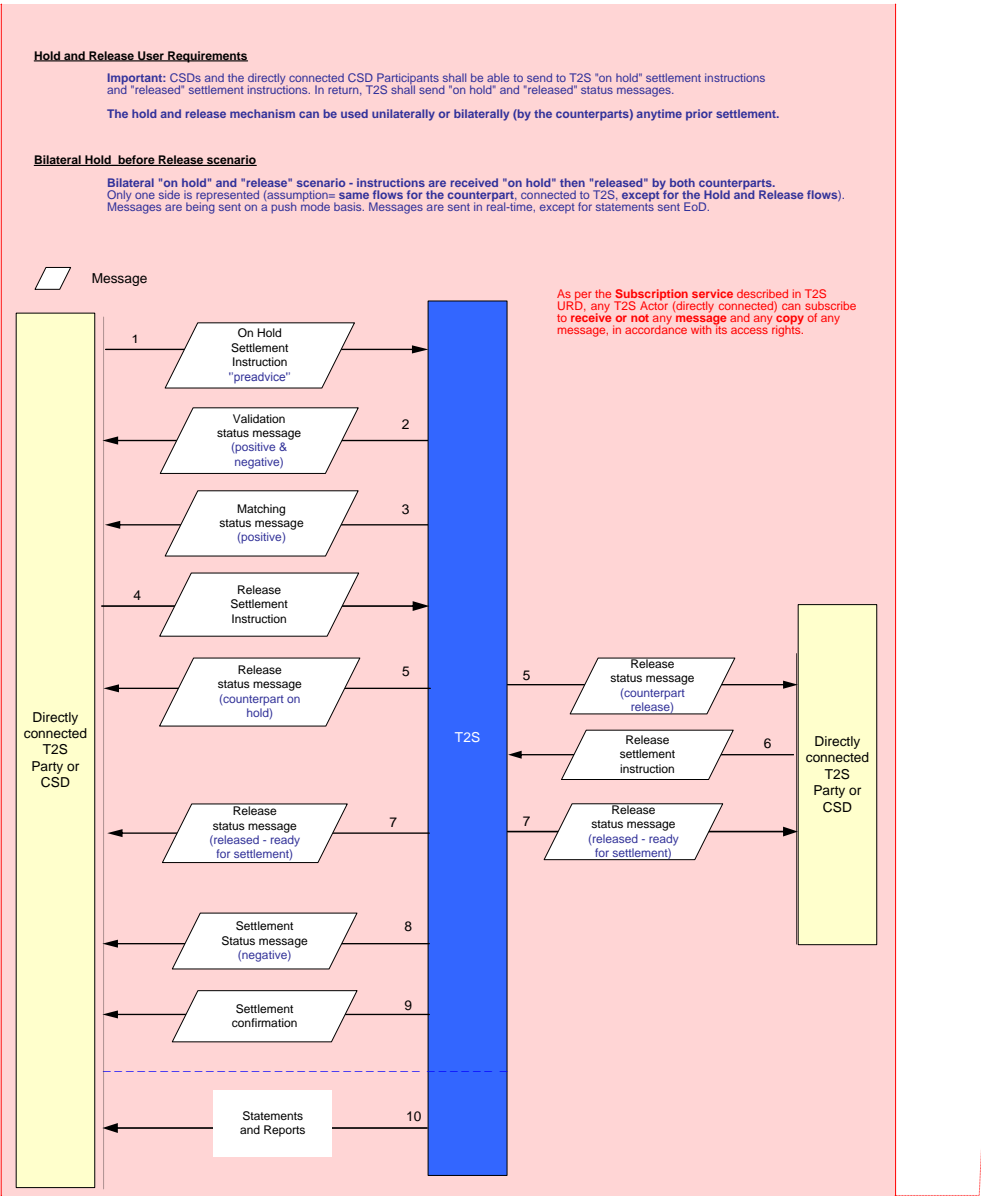 Hold and Release User Requirements
Important: CSDs and the directly connected CSD Participants shall be able to send to T2S "on hold" settlement instructions
and "released" settlement instructions. In return, T2S shall send "on hold" and "released" status messages.
The hold and release mechanism can be used unilaterally or bilaterally (by the counterparts) anytime prior settlement.
Bilateral Hold  before Release scenario
Bilateral "on hold" and "release" scenario - instructions are received "on hold" then "released" by both counterparts.
Only one side is represented (assumption= same flows for the counterpart, connected to T2S, except for the Hold and Release flows).
Messages are being sent on a push mode basis. Messages are sent in real-time, except for statements sent EoD.
Message
As per the Subscription service described in T2S
URD, any T2S Actor (directly connected) can subscribe
to receive or not any message and any copy of any
message, in accordance with its access rights.
1
On Hold
Settlement
Instruction
"preadvice"
Validation
status message
(positive &
negative)
2
Matching
status message
(positive)
3
4
Release
Settlement
Instruction
Release
status message
(counterpart on
hold)
5
5
Release
status message
(counterpart
release)
Directly
connected
T2S
Party or
CSD
T2S
Release
settlement
instruction
6
Directly
connected
T2S
Party or
CSD
Release
status message
(released - ready
for settlement)
7
7
Release
status message
(released - ready
for settlement)
Settlement
Status message
(negative)
8
Settlement
confirmation
9
Statements
and Reports
10